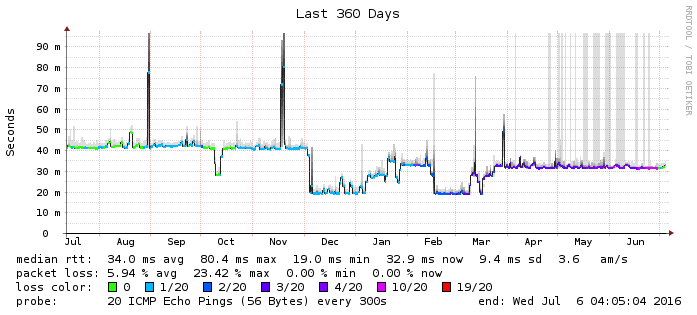 Last 360 Days
RRDTOOL / TOBI OETIKER
Seconds
90 m
80 m
70 m
60 m
50 m
40 m
30 m
20 m
10 m
0
Jul Aug Sep Oct Nov Dec Jan Feb Mar Apr May Jun
median rtt: 34.0 ms avg 80.4 ms max 19.0 ms min 32.9 ms now 9.4 ms sd 3.6 am/s
packet loss: 5.94 % avg 23.42 % max 0.00 % min 0.00 % now
loss color: 0 1/20 2/20 3/20 4/20 10/20 19/20
probe: 20 ICMP Echo Pings (56 Bytes) every 300s end: Wed Jul 6 04:05:04 2016